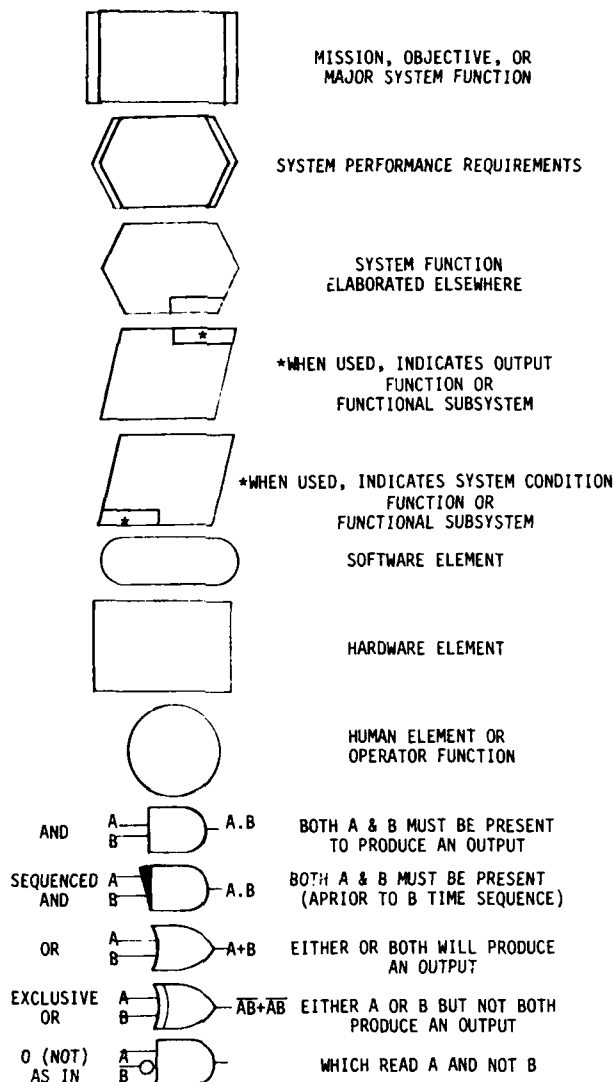 MISSION, OBJECTIVE, OR
MAJOR SYSTEM FUNCTION
SYSTEM PERFORMANCE REQUIREMENTS
SYSTEM FUNCTION
ELABORATED ELSEWHERE
*
*WHEN USED, INDICATES OUTPUT
FUNCTION OR
FUNCTIONAL SUBSYSTEM
*WHEN USED, INDICATES SYSTEM CONDITION
FUNCTION OR
FUNCTIONAL SUBSYSTEM
*
SOFTWARE ELEMENT
HARDWARE ELEMENT
HUMAN ELEMENT OR
OPERATOR FUNCTION
AND A B A.B BOTH A & B MUST BE PRESENT
TO PRODUCE AN OUTPUT
SEQUENCED AND A B A.B BOTH A & B MUST BE PRESENT
(APRIOR TO B TIME SEQUENCE)
OR A B A+B EITHER OR BOTH WILL PRODUCE
AN OUTPUT
EXCLUSIVE OR A B A̅B̅+A̅B̅ EITHER A OR B BUT NOT BOTH
PRODUCE AN OUTPUT
O (NOT) AS IN A B WHICH READ A AND NOT B